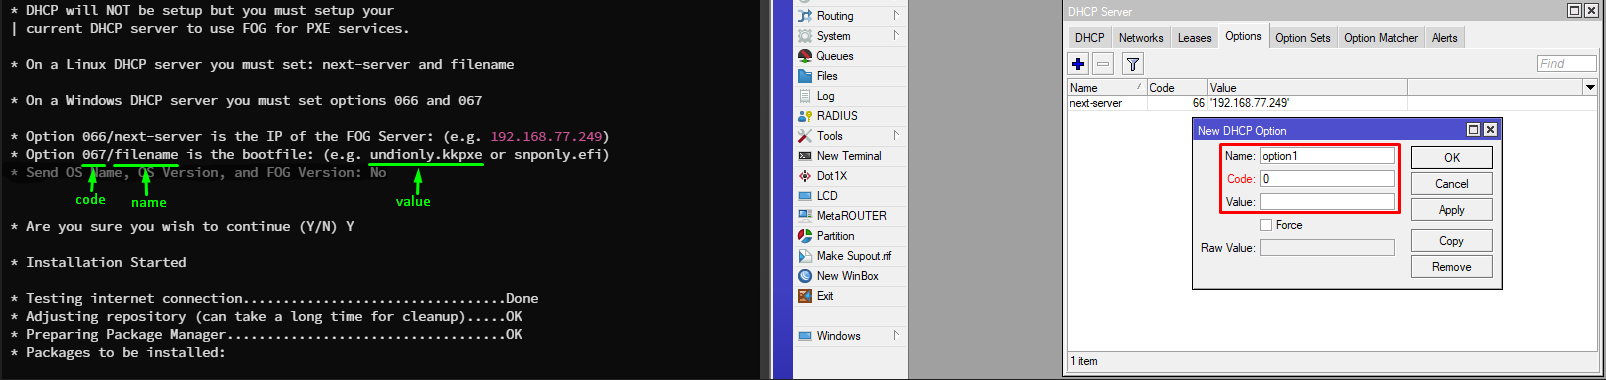 * DHCP will NOT be setup but you must setup your
| current DHCP server to use FOG for PXE services.
* On a Linux DHCP server you must set: next-server and filename
* On a Windows DHCP server you must set options 066 and 067
* Option 066/next-server is the IP of the FOG Server: (e.g. 192.168.77.249)
* Option 067/filename is the bootfile: (e.g. undionly.kkpxe or snponly.efi)
* Send OS Name, OS Version, and FOG Version: No
code
name
value
* Are you sure you wish to continue (Y/N) Y
* Installation Started
* Testing internet connection.................................Done
* Adjusting repository (can take a long time for cleanup).....OK
* Preparing Package Manager...................................OK
* Packages to be installed:
Routing
System
Queues
Files
Log
RADIUS
Tools
New Terminal
Dot1X
LCD
MetaROUTER
Partition
Make Supout.rif
New WinBox
Exit
Windows
DHCP Server
DHCP Networks Leases Options Option Sets Option Matcher Alerts
Find
Name Code Value
next-server 66 '192.168.77.249'
New DHCP Option
Name: option1 OK
Code: 0 Cancel
Value: Apply
Force
Copy
Raw Value:
Remove
1 item